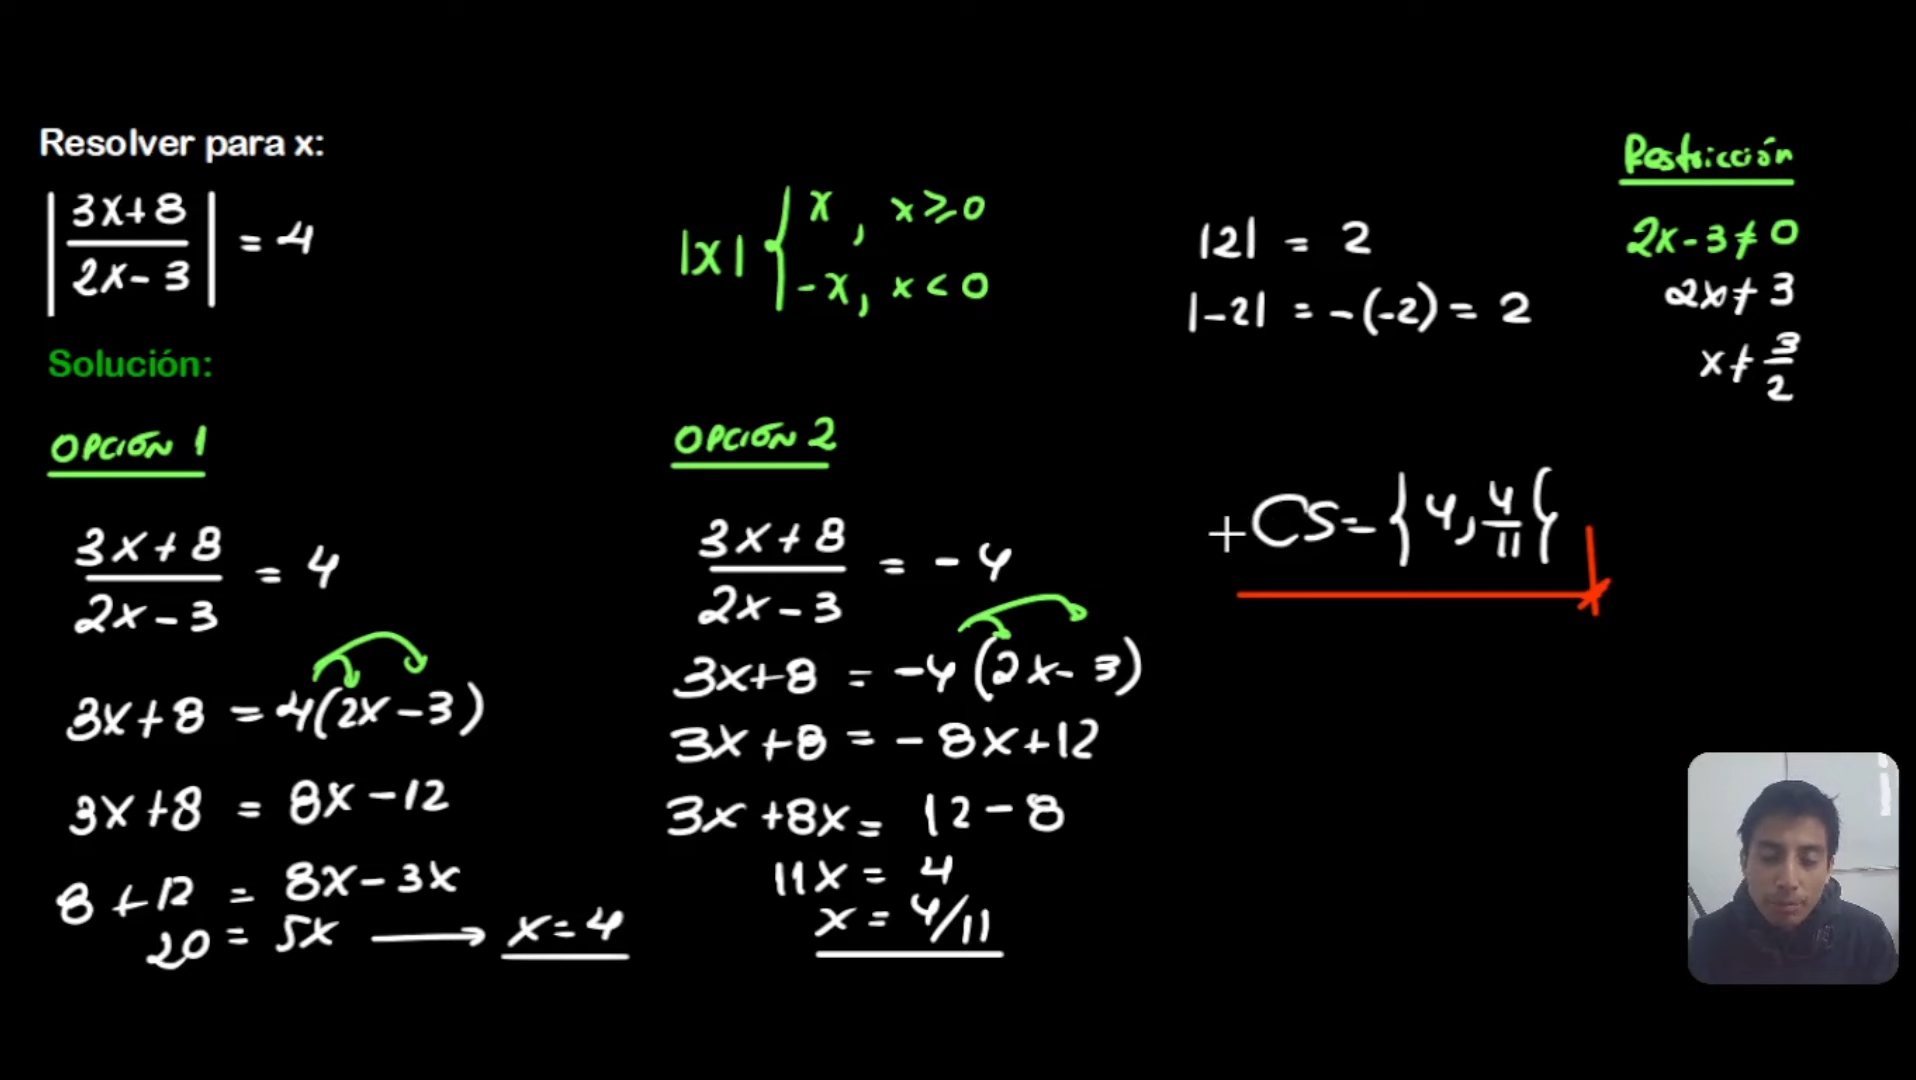 Resolver para x:
|(3x+8)/(2x-3)| = 4
|x| { x, x ≥ 0
-x, x < 0
|2| = 2
|-2| = -(-2) = 2
Restricción
2x-3 ≠ 0
2x ≠ 3
x ≠ 3/2
Solución:
OPCIÓN 1
(3x+8)/(2x-3) = 4
3x+8 = 4(2x-3)
3x+8 = 8x-12
8+12 = 8x-3x
20 = 5x → x=4
OPCIÓN 2
(3x+8)/(2x-3) = -4
3x+8 = -4(2x-3)
3x+8 = -8x+12
3x+8x = 12-8
11x = 4
x = 4/11
CS = {4, 4/11{